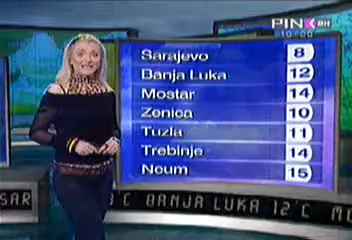 PINK BH
10:00
Sarajevo 8
Banja Luka 12
Mostar 14
Zenica 10
Tuzla 11
Trebinje 14
Neum 15
SAR
C BANJA LUKA 12°C MO